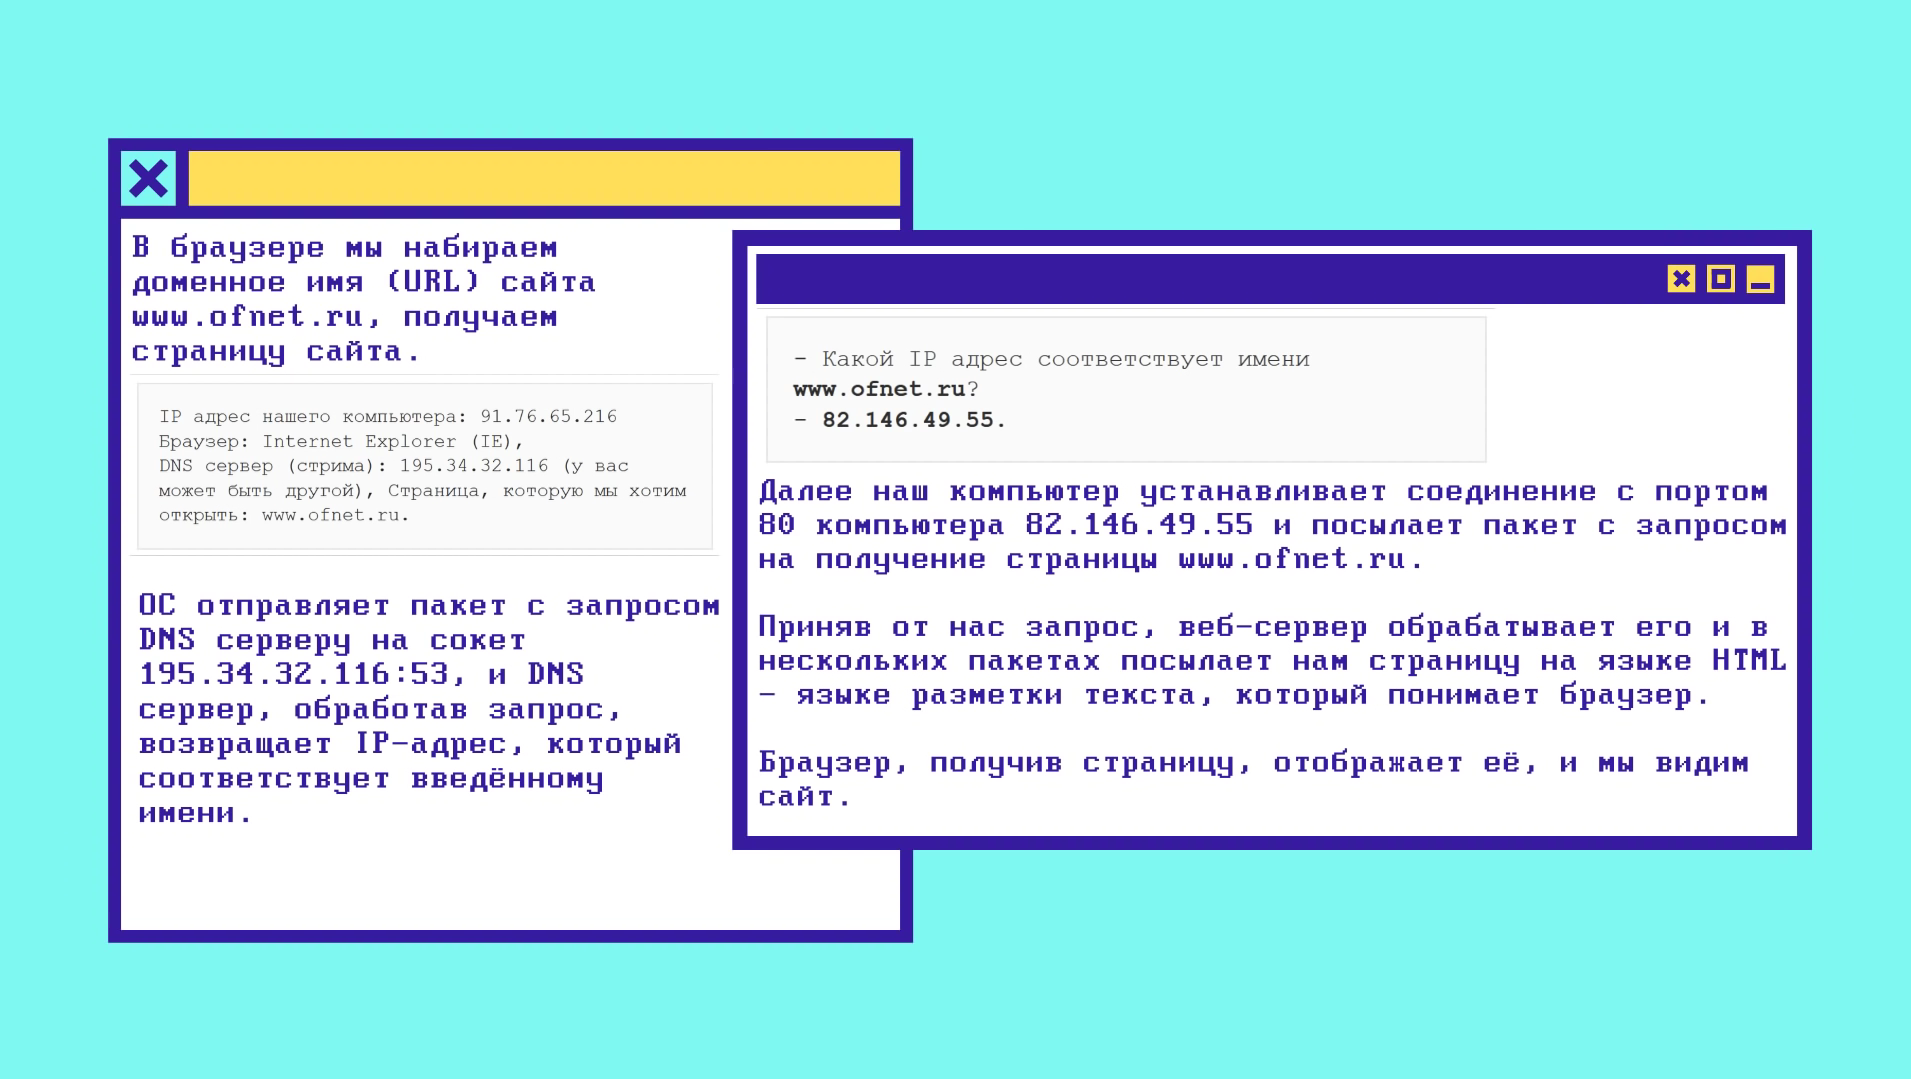 В браузере мы набираем
доменное имя (URL) сайта
www.ofnet.ru, получаем
страницу сайта.
IP адрес нашего компьютера: 91.76.65.216
Браузер: Internet Explorer (IE),
DNS сервер (стрима): 195.34.32.116 (у вас
может быть другой), Страница, которую мы хотим
открыть: www.ofnet.ru.
ОС отправляет пакет с запросом
DNS серверу на сокет
195.34.32.116:53, и DNS
сервер, обработав запрос,
возвращает IP-адрес, который
соответствует введённому
имени.
- Какой IP адрес соответствует имени
www.ofnet.ru?
- 82.146.49.55.
Далее наш компьютер устанавливает соединение с портом
80 компьютера 82.146.49.55 и посылает пакет с запросом
на получение страницы www.ofnet.ru.
Приняв от нас запрос, веб-сервер обрабатывает его и в
нескольких пакетах посылает нам страницу на языке HTML
- языке разметки текста, который понимает браузер.
Браузер, получив страницу, отображает её, и мы видим
сайт.